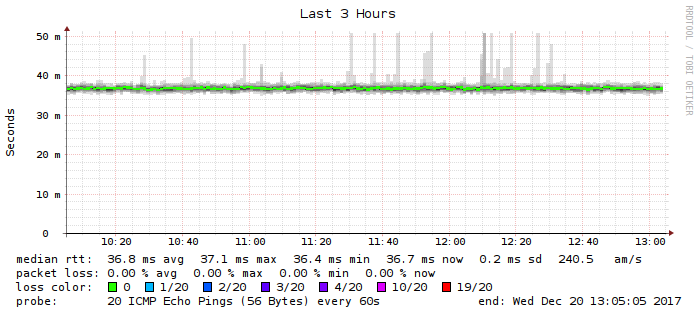 Last 3 Hours
RRDTOOL / TOBI OETIKER
Seconds
50 m
40 m
30 m
20 m
10 m
0
10:20 10:40 11:00 11:20 11:40 12:00 12:20 12:40 13:00
median rtt: 36.8 ms avg 37.1 ms max 36.4 ms min 36.7 ms now 0.2 ms sd 240.5 am/s
packet loss: 0.00 % avg 0.00 % max 0.00 % min 0.00 % now
loss color: 0 1/20 2/20 3/20 4/20 10/20 19/20
probe: 20 ICMP Echo Pings (56 Bytes) every 60s end: Wed Dec 20 13:05:05 2017